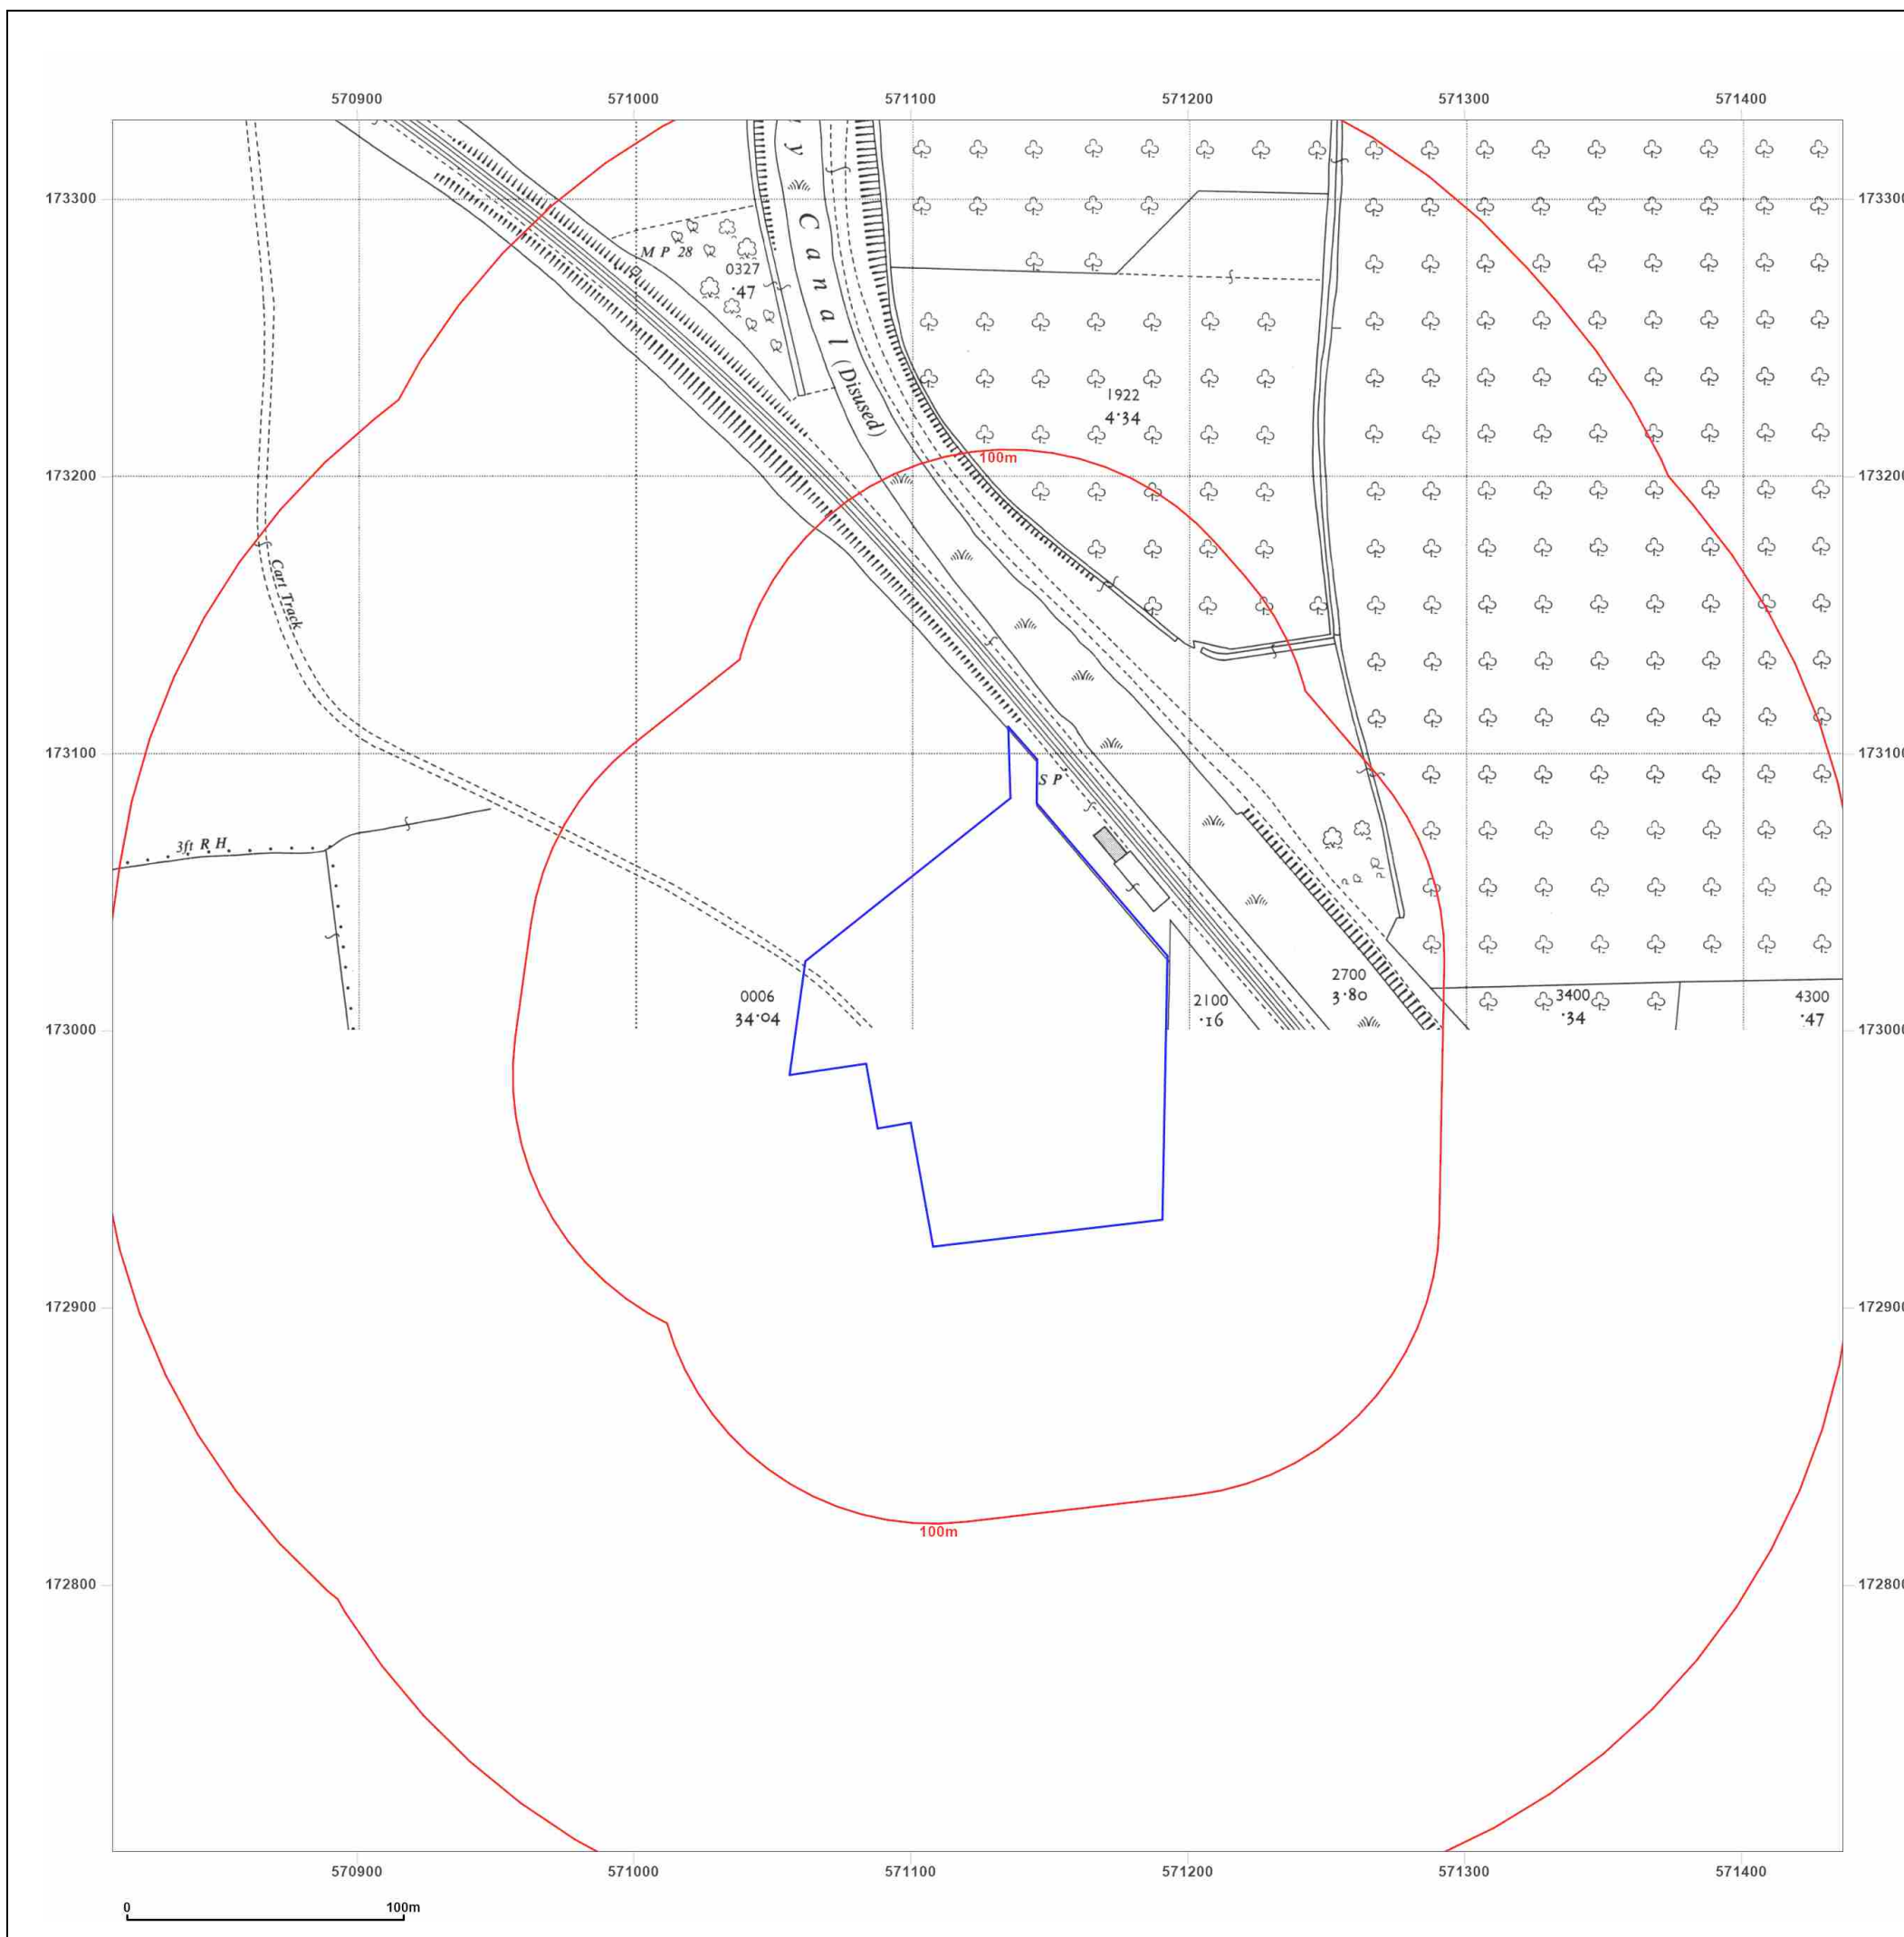 570900 571000 571100 571200 571300 571400
173300 173300
y Canal (Disused)
M P 28
0327
·47
1922
4·34
173200 100m 173200
Cart Track
173100 173100
S P
3ft R H
0006
34·04
2100
·16
2700
3·80
3400
·34
4300
·47
173000 173000
172900 172900
100m
172800 172800
570900 571000 571100 571200 571300 571400
0 100m